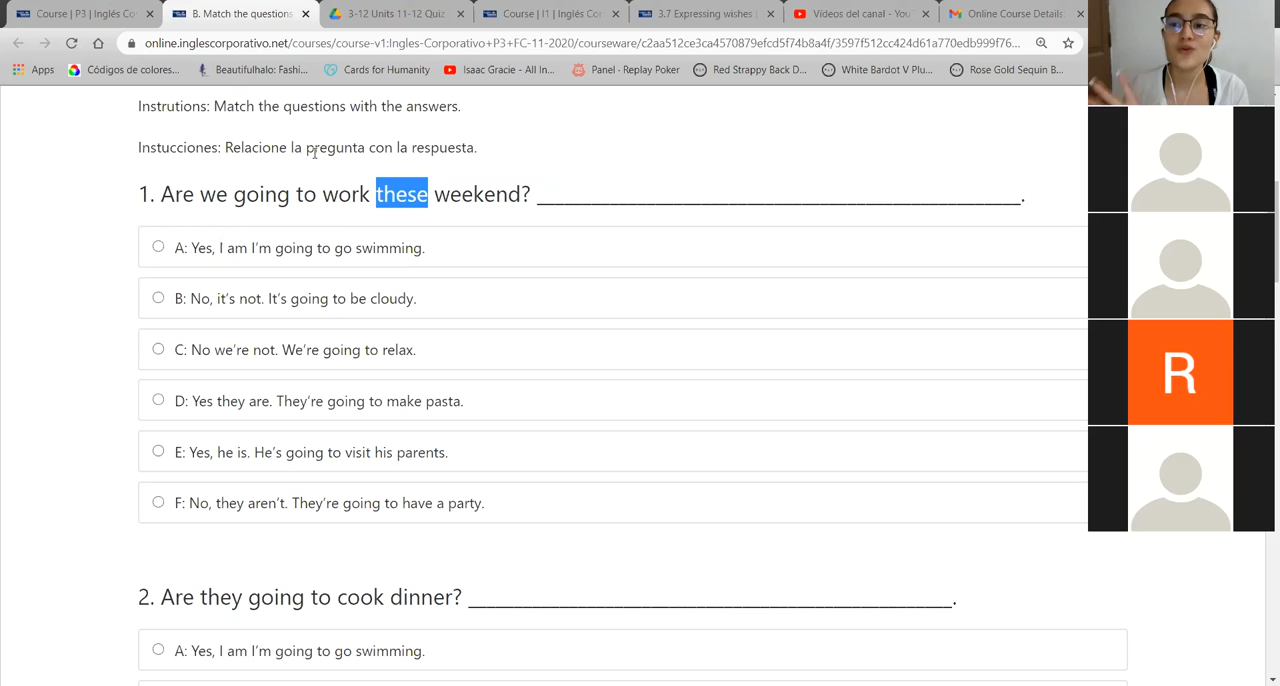 Course | P3 | Inglés Co
B. Match the questions
3-12 Units 11-12 Quiz
Course | I1 | Inglés Co
3.7 Expressing wishes |
Vídeos del canal - You
Online Course Details:
online.inglescorporativo.net/courses/course-v1:Ingles-Corporativo+P3+FC-11-2020/courseware/c2aa512ce3ca4570879efcd5f74b8a4f/3597f512cc424d61a770edb999f76...
Apps
Códigos de colores...
Beautifulhalo: Fashi...
Cards for Humanity
Isaac Gracie - All In...
Panel · Replay Poker
Red Strappy Back D...
White Bardot V Plu...
Rose Gold Sequin B...
Instrutions: Match the questions with the answers.
Instucciones: Relacione la pregunta con la respuesta.
1. Are we going to work these weekend? ________________________________________.
A: Yes, I am I’m going to go swimming.
B: No, it’s not. It’s going to be cloudy.
C: No we’re not. We’re going to relax.
D: Yes they are. They’re going to make pasta.
E: Yes, he is. He’s going to visit his parents.
F: No, they aren’t. They’re going to have a party.
R
2. Are they going to cook dinner? ________________________________________.
A: Yes, I am I’m going to go swimming.